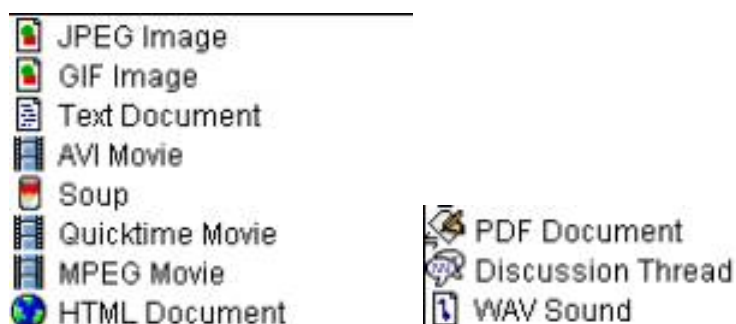 JPEG Image
GIF Image
Text Document
AVI Movie
Soup
Quicktime Movie
MPEG Movie
HTML Document
PDF Document
Discussion Thread
WAV Sound